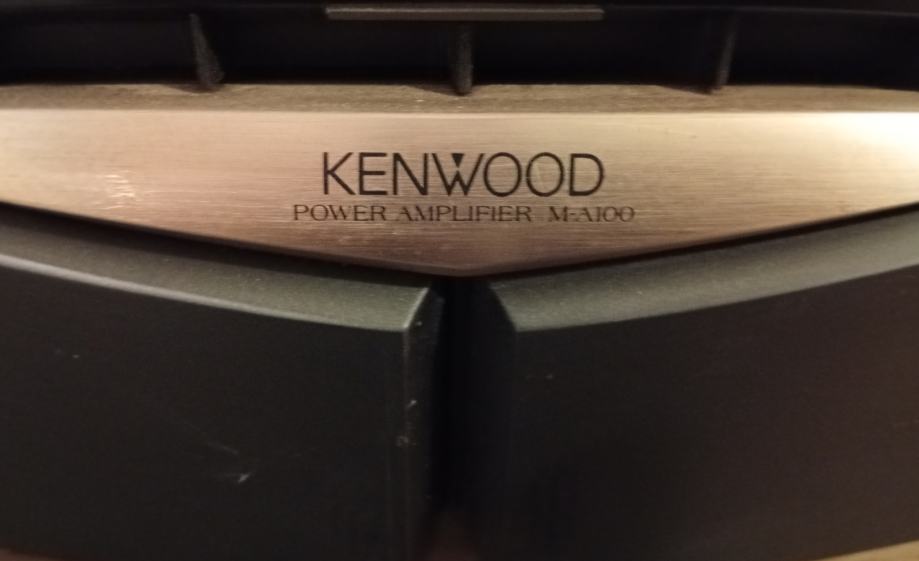 KENWOOD
POWER AMPLIFIER M-A100